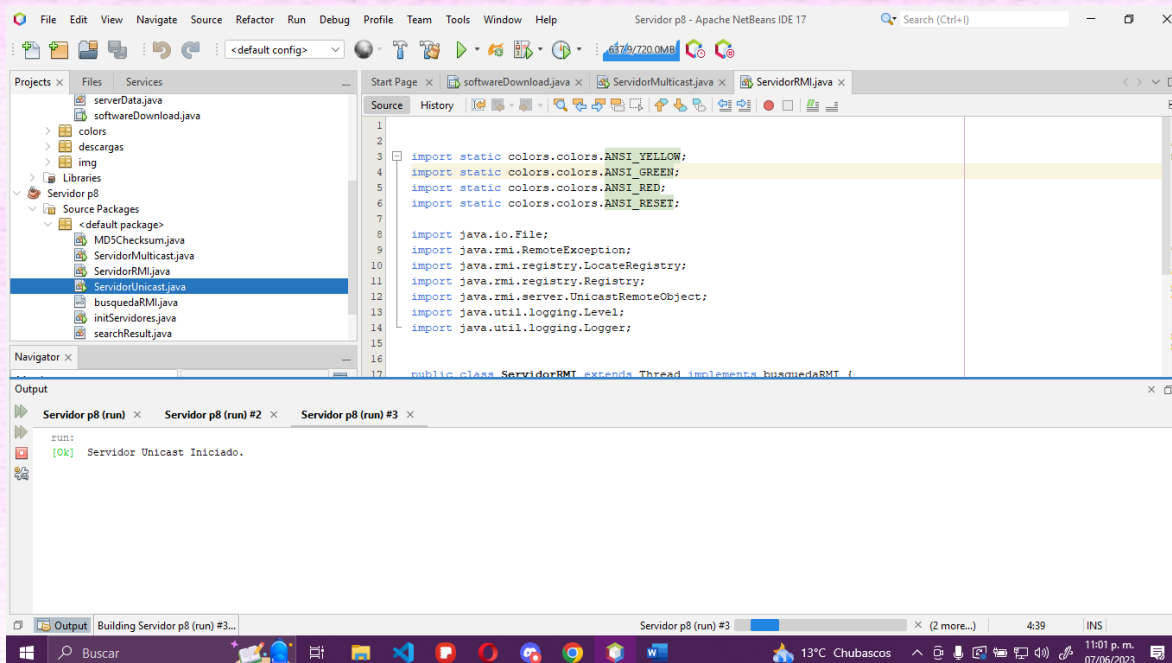 File Edit View Navigate Source Refactor Run Debug Profile Team Tools Window Help Servidor p8 - Apache NetBeans IDE 17 Search (Ctrl+I)
<default config> 637.9/720.0MB
Projects Files Services
serverData.java
softwareDownload.java
colors
descargas
img
Libraries
Servidor p8
Source Packages
<default package>
MD5Checksum.java
ServidorMulticast.java
ServidorRMI.java
ServidorUnicast.java
busquedaRMI.java
initServidores.java
searchResult.java
Navigator
Start Page softwareDownload.java ServidorMulticast.java ServidorRMI.java
Source History
1
2
3 import static colors.colors.ANSI_YELLOW;
4 import static colors.colors.ANSI_GREEN;
5 import static colors.colors.ANSI_RED;
6 import static colors.colors.ANSI_RESET;
7
8 import java.io.File;
9 import java.rmi.RemoteException;
10 import java.rmi.registry.LocateRegistry;
11 import java.rmi.registry.Registry;
12 import java.rmi.server.UnicastRemoteObject;
13 import java.util.logging.Level;
14 import java.util.logging.Logger;
15
16
17 public class ServidorRMI extends Thread implements busquedaRMI {
Output
Servidor p8 (run) Servidor p8 (run) #2 Servidor p8 (run) #3
run:
[Ok] Servidor Unicast Iniciado.
Output Building Servidor p8 (run) #3... Servidor p8 (run) #3 (2 more...) 4:39 INS
Buscar 13°C Chubascos 11:01 p. m.
07/06/2023